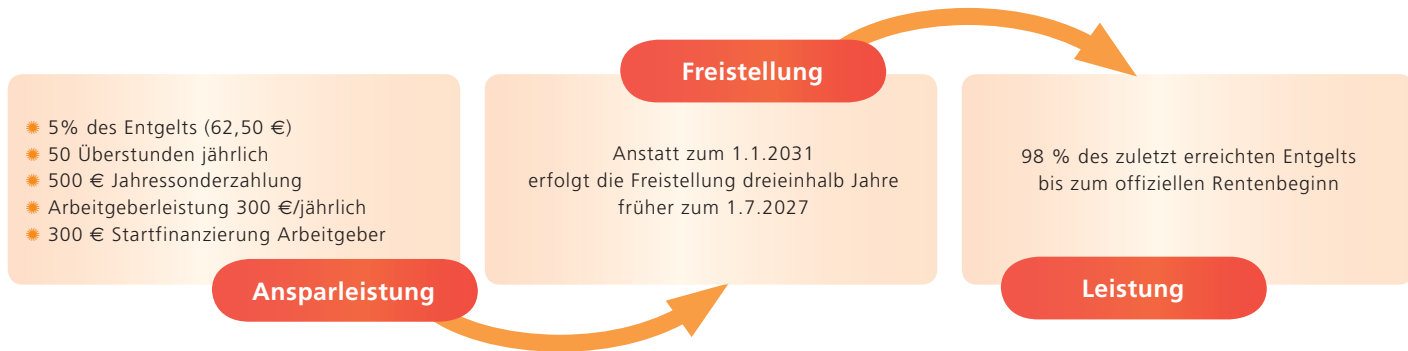 5% des Entgelts (62,50 €)
50 Überstunden jährlich
500 € Jahressonderzahlung
Arbeitgeberleistung 300 €/jährlich
300 € Startfinanzierung Arbeitgeber
Ansparleistung
Freistellung
Anstatt zum 1.1.2031
erfolgt die Freistellung dreieinhalb Jahre
früher zum 1.7.2027
98 % des zuletzt erreichten Entgelts
bis zum offiziellen Rentenbeginn
Leistung